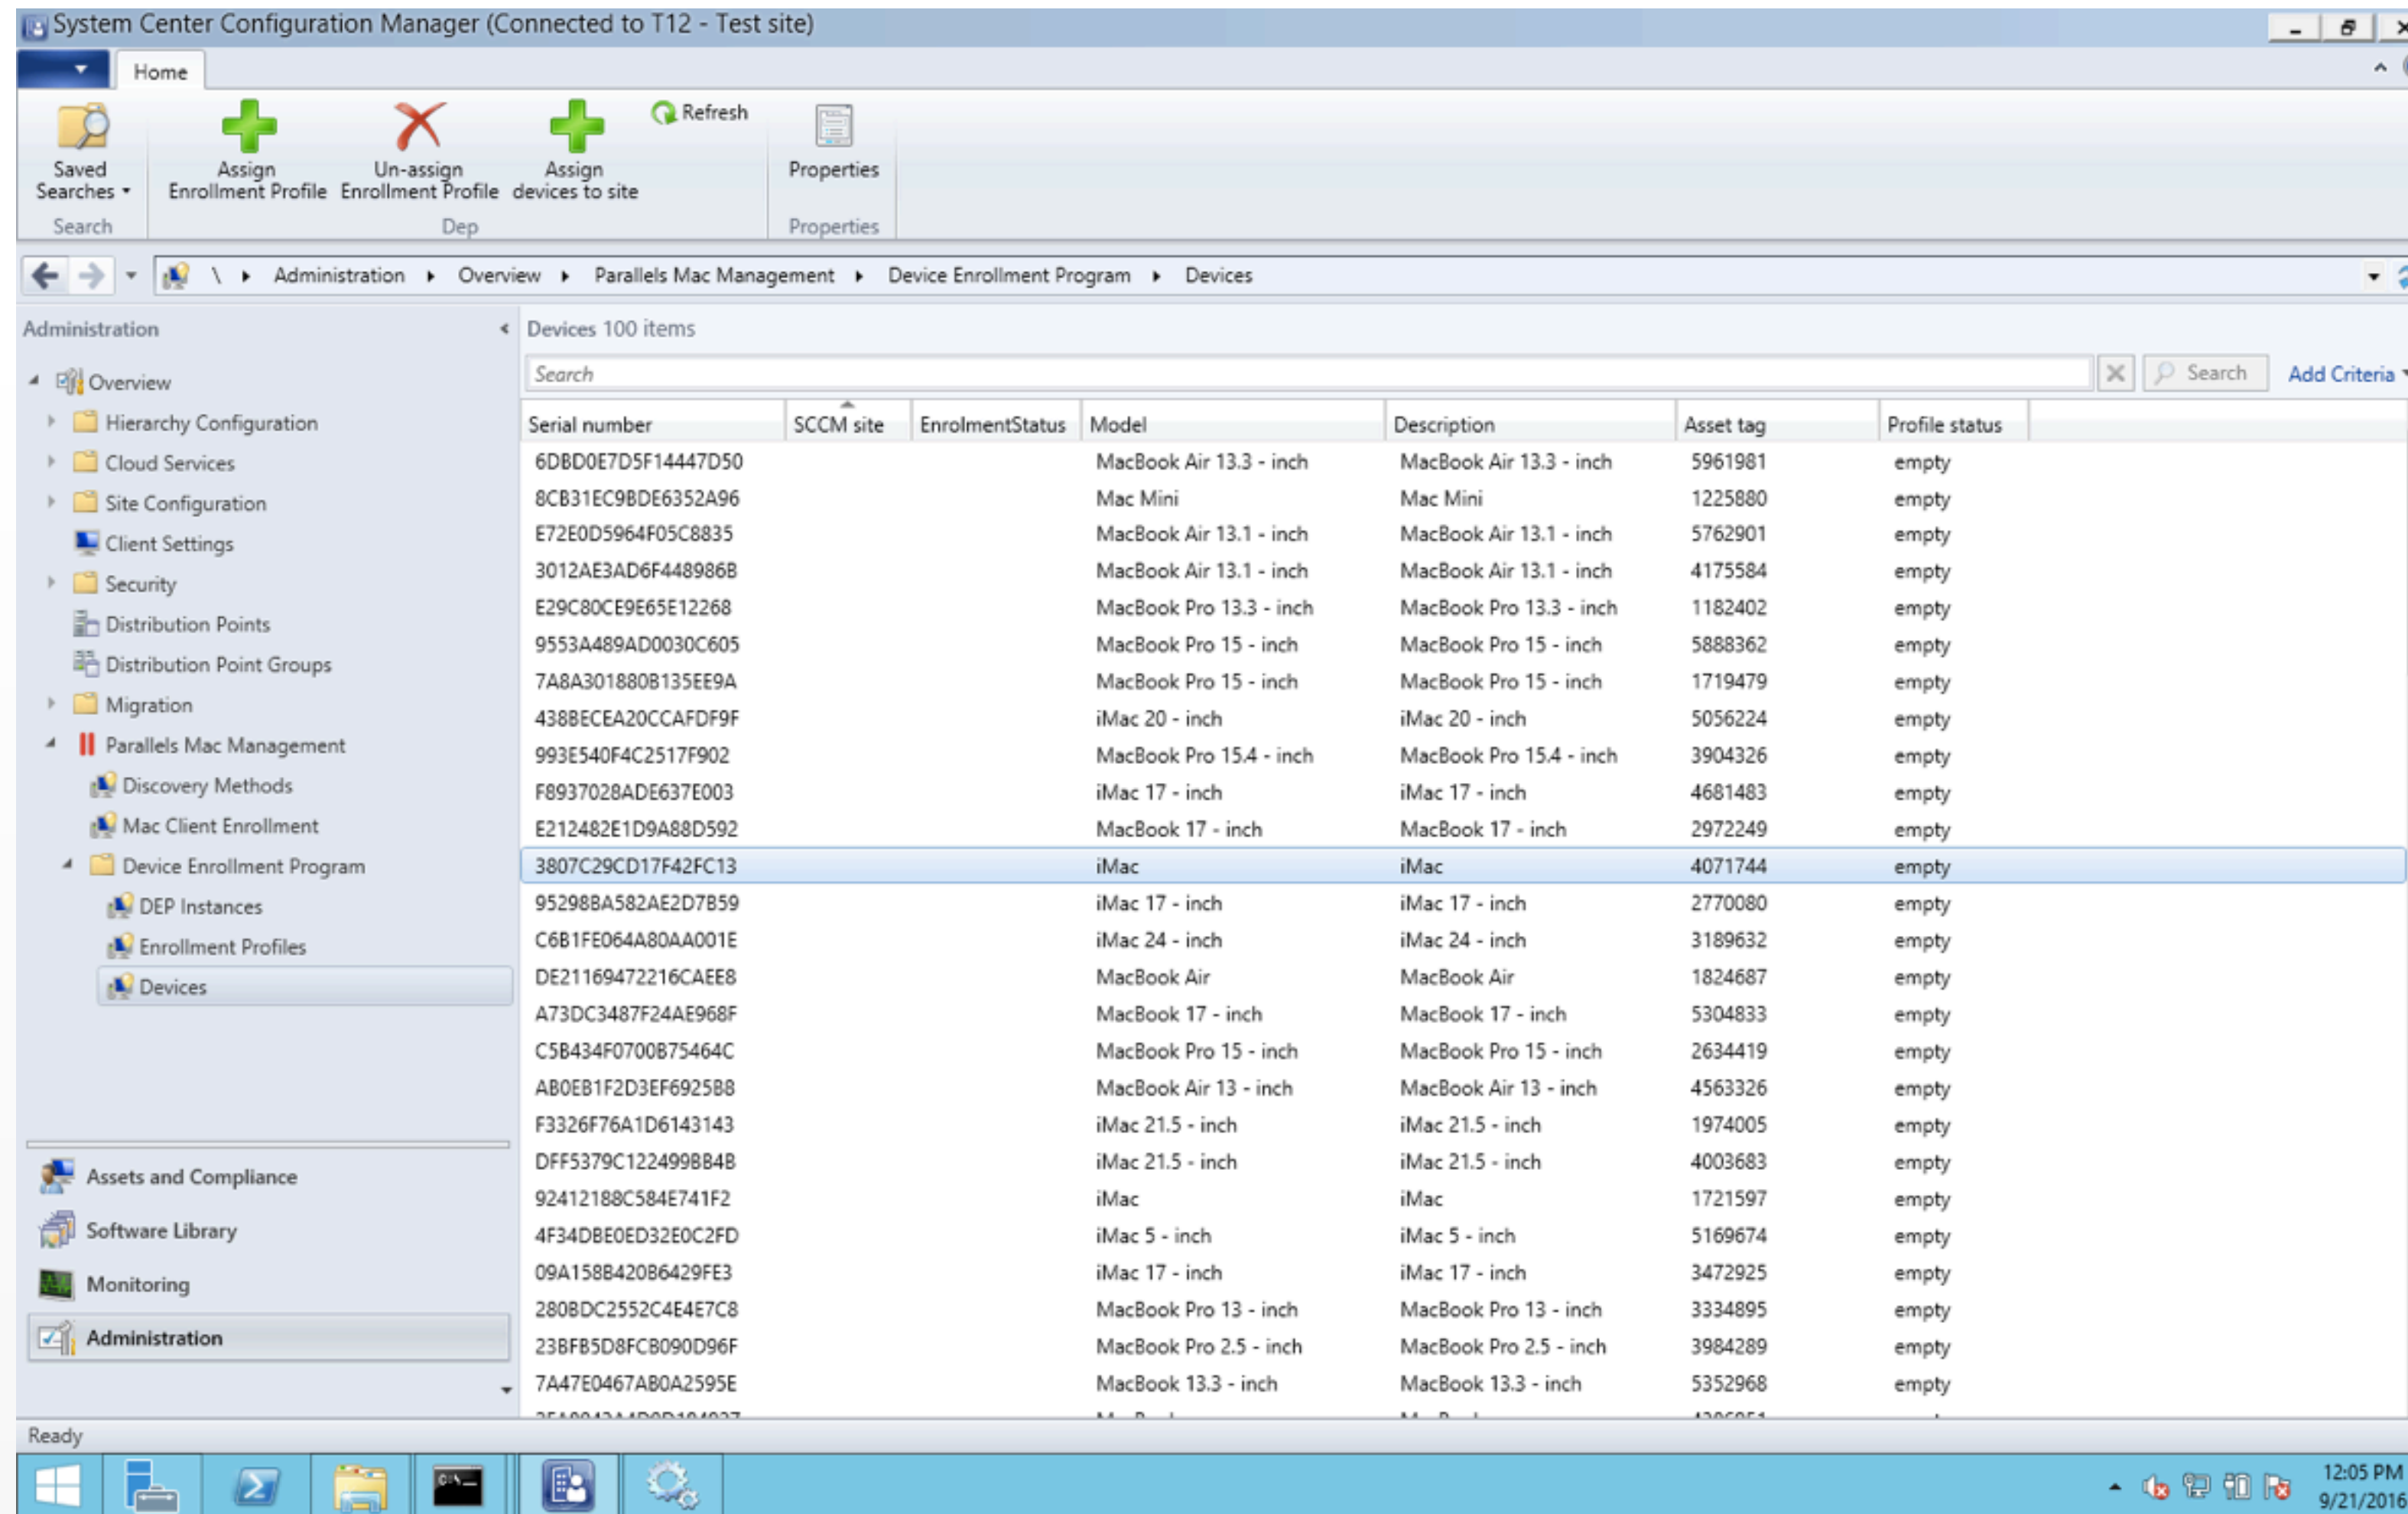 System Center Configuration Manager (Connected to T12 - Test site)
Home
Saved Searches
Assign Enrollment Profile
Un-assign Enrollment Profile
Assign devices to site
Refresh
Properties
Search
Dep
Properties
\ Administration Overview Parallels Mac Management Device Enrollment Program Devices
Administration
Overview
Hierarchy Configuration
Cloud Services
Site Configuration
Client Settings
Security
Distribution Points
Distribution Point Groups
Migration
Parallels Mac Management
Discovery Methods
Mac Client Enrollment
Device Enrollment Program
DEP Instances
Enrollment Profiles
Devices
Assets and Compliance
Software Library
Monitoring
Administration
Devices 100 items
Search
Search
Add Criteria
Serial number SCCM site EnrolmentStatus Model Description Asset tag Profile status
6DBD0E7D5F14447D50 MacBook Air 13.3 - inch MacBook Air 13.3 - inch 5961981 empty
8CB31EC9BDE6352A96 Mac Mini Mac Mini 1225880 empty
E72E0D5964F05C8835 MacBook Air 13.1 - inch MacBook Air 13.1 - inch 5762901 empty
3012AE3AD6F448986B MacBook Air 13.1 - inch MacBook Air 13.1 - inch 4175584 empty
E29C80CE9E65E12268 MacBook Pro 13.3 - inch MacBook Pro 13.3 - inch 1182402 empty
9553A489AD0030C605 MacBook Pro 15 - inch MacBook Pro 15 - inch 5888362 empty
7A8A301880B135EE9A MacBook Pro 15 - inch MacBook Pro 15 - inch 1719479 empty
438BECEA20CCAFDF9F iMac 20 - inch iMac 20 - inch 5056224 empty
993E540F4C2517F902 MacBook Pro 15.4 - inch MacBook Pro 15.4 - inch 3904326 empty
F8937028ADE637E003 iMac 17 - inch iMac 17 - inch 4681483 empty
E212482E1D9A88D592 MacBook 17 - inch MacBook 17 - inch 2972249 empty
3807C29CD17F42FC13 iMac iMac 4071744 empty
95298BA582AE2D7B59 iMac 17 - inch iMac 17 - inch 2770080 empty
C6B1FE064A80AA001E iMac 24 - inch iMac 24 - inch 3189632 empty
DE21169472216CAEE8 MacBook Air MacBook Air 1824687 empty
A73DC3487F24AE968F MacBook 17 - inch MacBook 17 - inch 5304833 empty
C5B434F0700B75464C MacBook Pro 15 - inch MacBook Pro 15 - inch 2634419 empty
AB0EB1F2D3EF6925B8 MacBook Air 13 - inch MacBook Air 13 - inch 4563326 empty
F3326F76A1D6143143 iMac 21.5 - inch iMac 21.5 - inch 1974005 empty
DFF5379C122499BB4B iMac 21.5 - inch iMac 21.5 - inch 4003683 empty
92412188C584E741F2 iMac iMac 1721597 empty
4F34DBE0ED32E0C2FD iMac 5 - inch iMac 5 - inch 5169674 empty
09A158B420B6429FE3 iMac 17 - inch iMac 17 - inch 3472925 empty
280BDC2552C4E4E7C8 MacBook Pro 13 - inch MacBook Pro 13 - inch 3334895 empty
23BFB5D8FCB090D96F MacBook Pro 2.5 - inch MacBook Pro 2.5 - inch 3984289 empty
7A47E0467AB0A2595E MacBook 13.3 - inch MacBook 13.3 - inch 5352968 empty
Ready
12:05 PM
9/21/2016